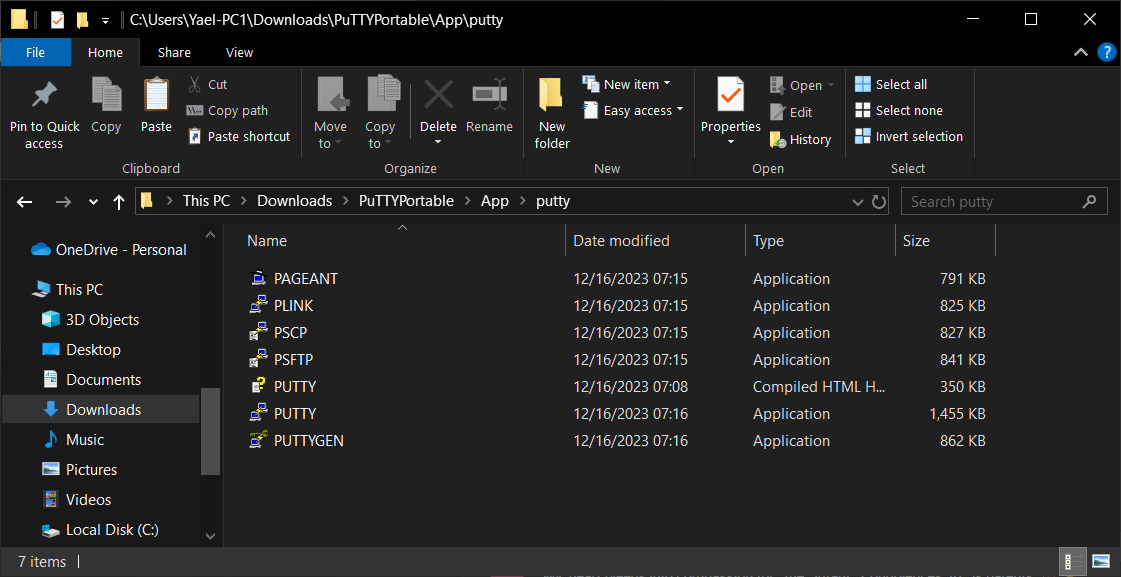 C:\Users\Yael-PC1\Downloads\PuTTYPortable\App\putty
File Home Share View
Pin to Quick access
Copy
Paste
Cut
Copy path
Paste shortcut
Clipboard
Move to
Copy to
Delete
Rename
Organize
New folder
New item
Easy access
New
Properties
Open
Edit
History
Open
Select all
Select none
Invert selection
Select
This PC > Downloads > PuTTYPortable > App > putty
Search putty
OneDrive - Personal
This PC
3D Objects
Desktop
Documents
Downloads
Music
Pictures
Videos
Local Disk (C:)
Name Date modified Type Size
PAGEANT 12/16/2023 07:15 Application 791 KB
PLINK 12/16/2023 07:15 Application 825 KB
PSCP 12/16/2023 07:15 Application 827 KB
PSFTP 12/16/2023 07:15 Application 841 KB
PUTTY 12/16/2023 07:08 Compiled HTML H... 350 KB
PUTTY 12/16/2023 07:16 Application 1,455 KB
PUTTYGEN 12/16/2023 07:16 Application 862 KB
7 items